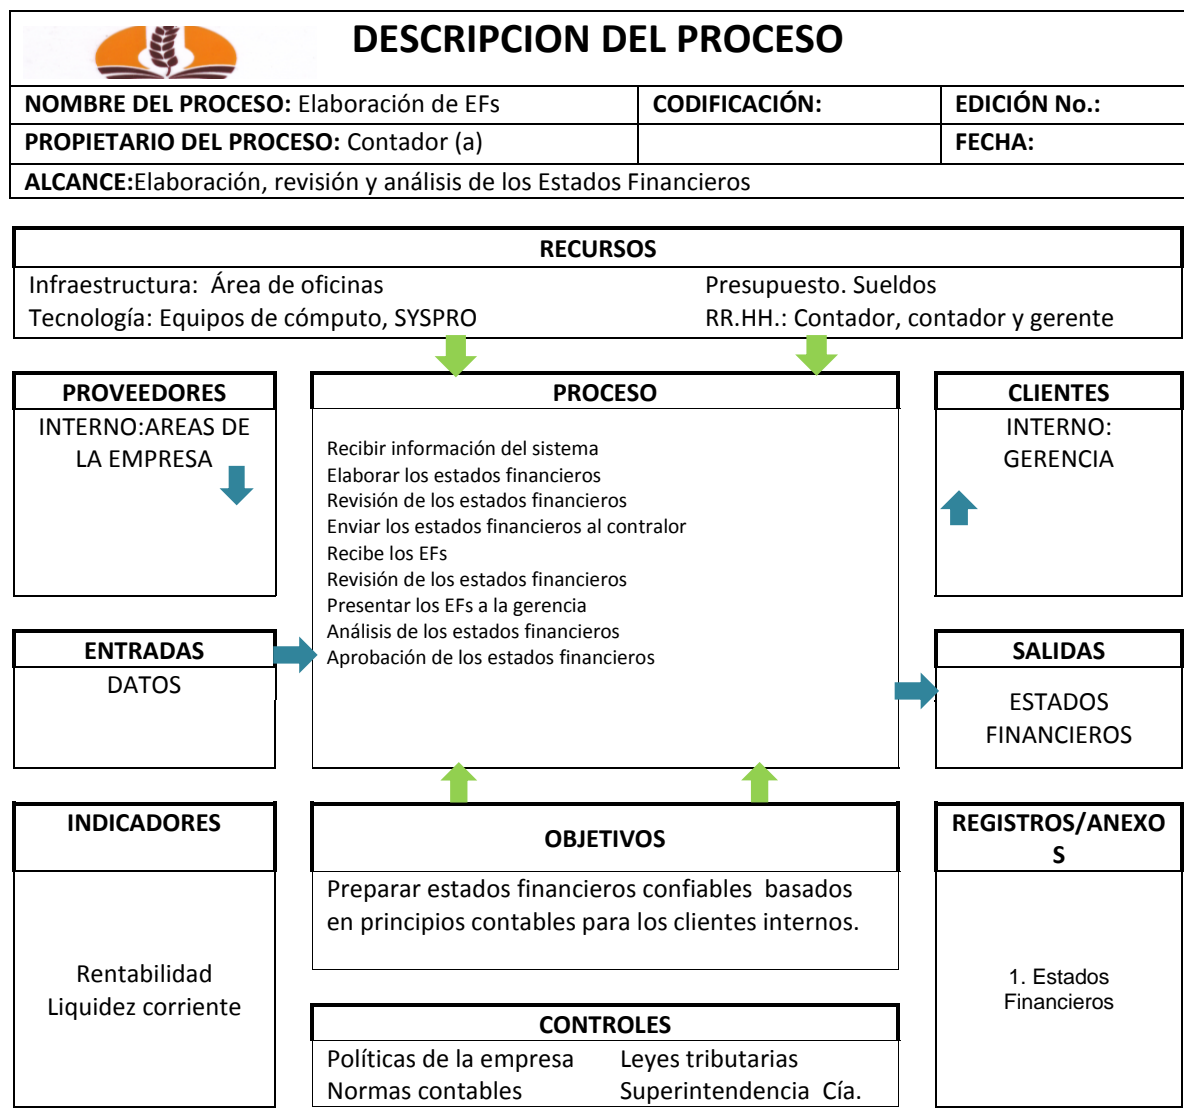 DESCRIPCION DEL PROCESO
NOMBRE DEL PROCESO: Elaboración de EFs
CODIFICACIÓN:
EDICIÓN No.:
PROPIETARIO DEL PROCESO: Contador (a)
FECHA:
ALCANCE:Elaboración, revisión y análisis de los Estados Financieros
RECURSOS
Infraestructura: Área de oficinas
Presupuesto. Sueldos
Tecnología: Equipos de cómputo, SYSPRO
RR.HH.: Contador, contador y gerente
PROVEEDORES
INTERNO:AREAS DE
LA EMPRESA
PROCESO
Recibir información del sistema
Elaborar los estados financieros
Revisión de los estados financieros
Enviar los estados financieros al contralor
Recibe los EFs
Revisión de los estados financieros
Presentar los EFs a la gerencia
Análisis de los estados financieros
Aprobación de los estados financieros
CLIENTES
INTERNO:
GERENCIA
ENTRADAS
DATOS
SALIDAS
ESTADOS
FINANCIEROS
INDICADORES
Rentabilidad
Liquidez corriente
OBJETIVOS
Preparar estados financieros confiables basados
en principios contables para los clientes internos.
REGISTROS/ANEXO
S
1. Estados
Financieros
CONTROLES
Políticas de la empresa
Leyes tributarias
Normas contables
Superintendencia Cía.